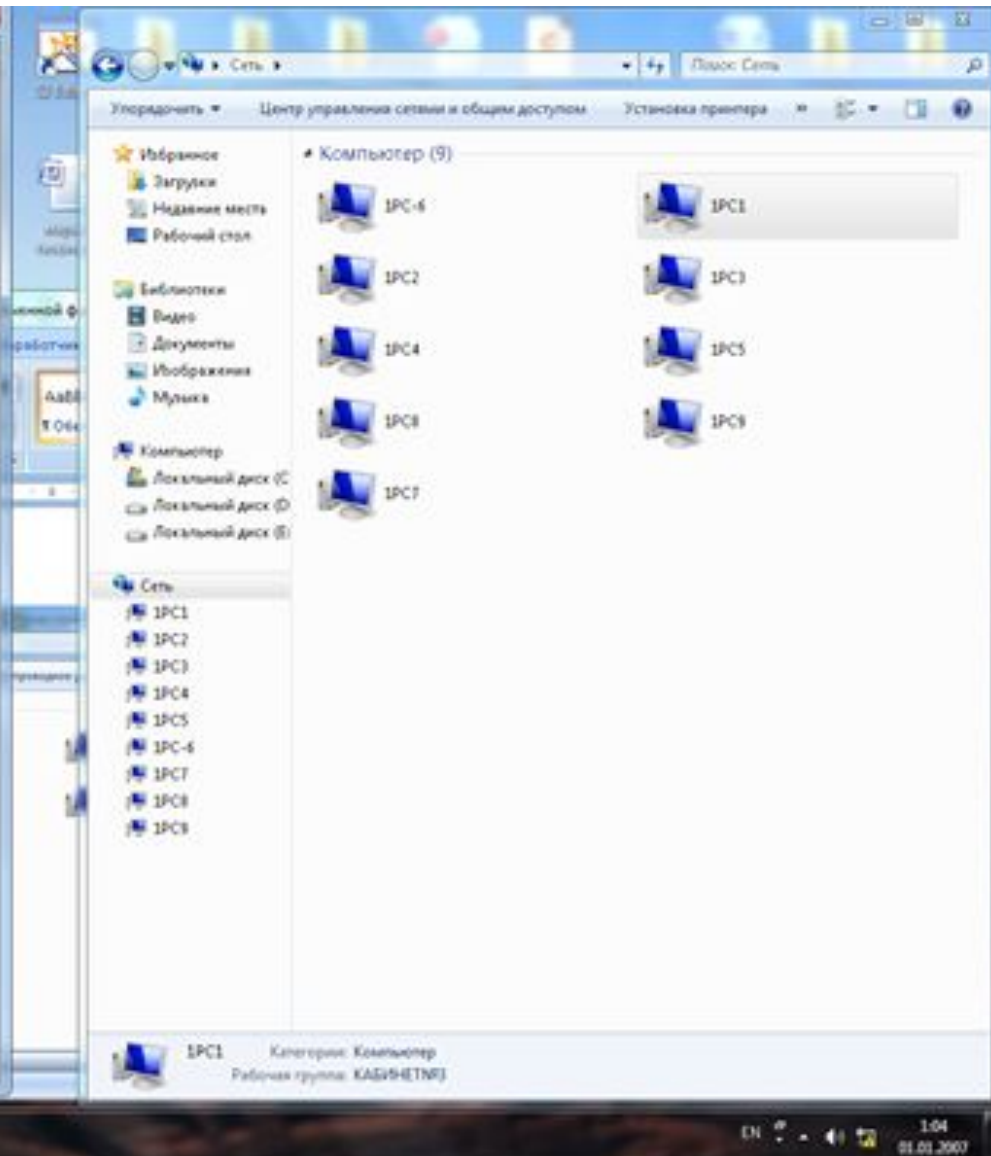 Сеть
Поиск: Сеть
Упорядочить
Центр управления сетями и общим доступом
Установка принтера
»
Избранное
Загрузки
Недавние места
Рабочий стол
Библиотеки
Видео
Документы
Изображения
Музыка
Компьютер
Локальный диск (C
Локальный диск (D
Локальный диск (E:
Сеть
1PC1
1PC2
1PC3
1PC4
1PC5
1PC-6
1PC7
1PC8
1PC9
Компьютер (9)
1PC-6
1PC1
1PC2
1PC3
1PC4
1PC5
1PC8
1PC9
1PC7
1PC1
Категории: Компьютер
Рабочая группа: КАБИНЕТNR3
EN
1:04
01.01.2007